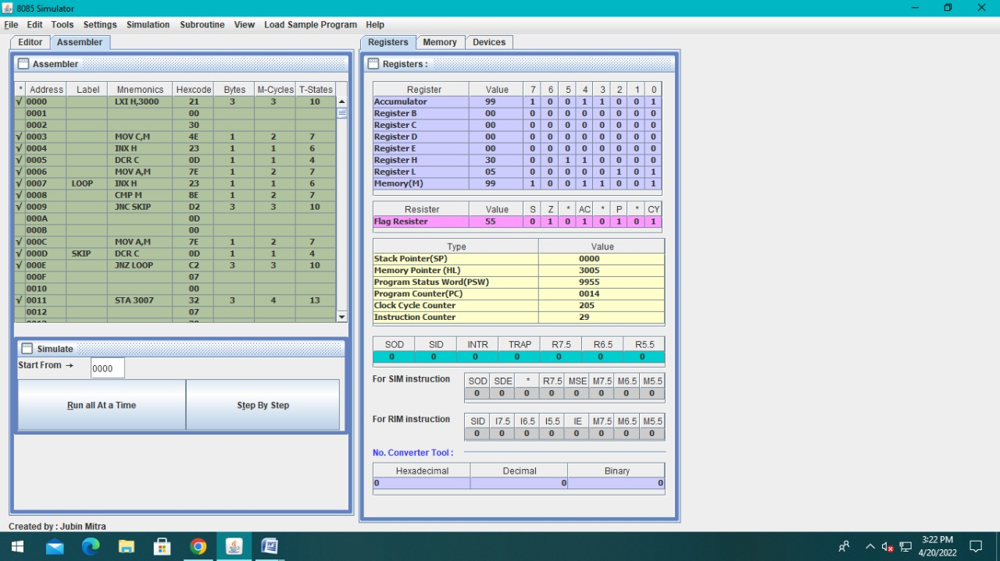 8085 Simulator
File Edit Tools Settings Simulation Subroutine View Load Sample Program Help
Editor Assembler
Assembler
* Address Label Mnemonics Hexcode Bytes M-Cycles T-States
√ 0000 LXI H,3000 21 3 3 10
0001 00
0002 30
√ 0003 MOV C,M 4E 1 2 7
√ 0004 INX H 23 1 1 6
√ 0005 DCR C 0D 1 1 4
√ 0006 MOV A,M 7E 1 2 7
√ 0007 LOOP INX H 23 1 1 6
√ 0008 CMP M BE 1 2 7
√ 0009 JNC SKIP D2 3 3 10
000A 0D
000B 00
√ 000C MOV A,M 7E 1 2 7
√ 000D SKIP DCR C 0D 1 1 4
√ 000E JNZ LOOP C2 3 3 10
000F 07
0010 00
√ 0011 STA 3007 32 3 4 13
0012 07
Simulate
Start From → 0000
Run all At a Time Step By Step
Created by : Jubin Mitra
Registers Memory Devices
Registers :
Register Value 7 6 5 4 3 2 1 0
Accumulator 99 1 0 0 1 1 0 0 1
Register B 00 0 0 0 0 0 0 0 0
Register C 00 0 0 0 0 0 0 0 0
Register D 00 0 0 0 0 0 0 0 0
Register E 00 0 0 0 0 0 0 0 0
Register H 30 0 0 1 1 0 0 0 0
Register L 05 0 0 0 0 0 1 0 1
Memory(M) 99 1 0 0 1 1 0 0 1
Resister Value S Z * AC * P * CY
Flag Resister 55 0 1 0 1 0 1 0 1
Type Value
Stack Pointer(SP) 0000
Memory Pointer (HL) 3005
Program Status Word(PSW) 9955
Program Counter(PC) 0014
Clock Cycle Counter 205
Instruction Counter 29
SOD SID INTR TRAP R7.5 R6.5 R5.5
0 0 0 0 0 0 0
For SIM instruction
SOD SDE * R7.5 MSE M7.5 M6.5 M5.5
0 0 0 0 0 0 0 0
For RIM instruction
SID I7.5 I6.5 I5.5 IE M7.5 M6.5 M5.5
0 0 0 0 0 0 0 0
No. Converter Tool :
Hexadecimal Decimal Binary
0 0 0
3:22 PM
4/20/2022